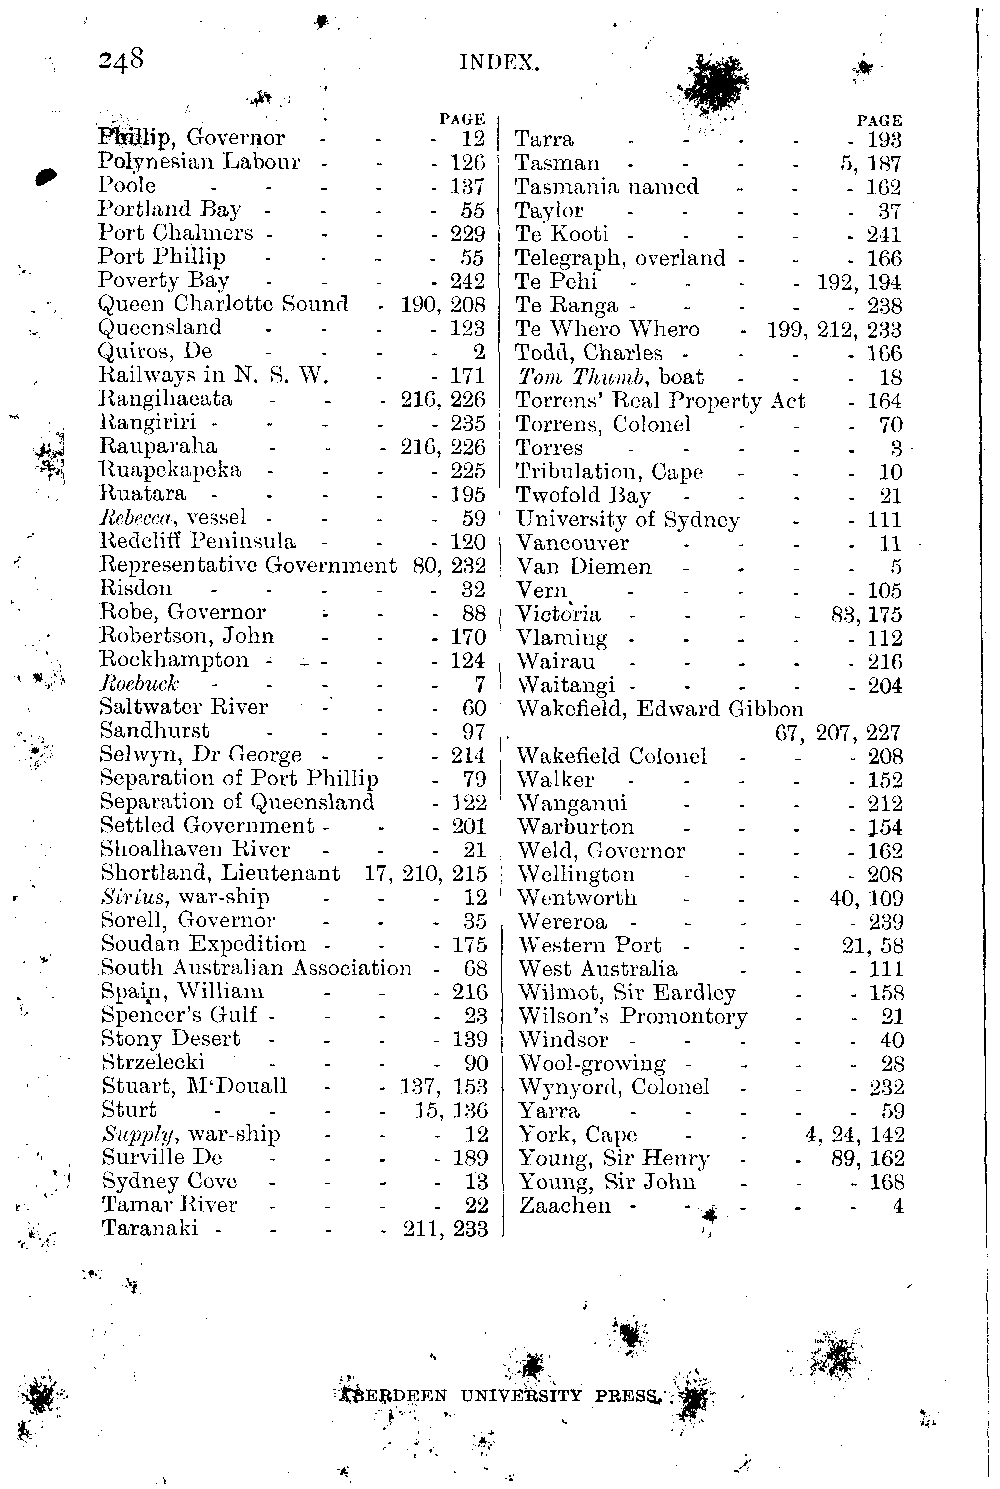 248 INDEX.
PAGE
Phillip, Governor - - - 12
Polynesian Labour - - - 126
Poole - - - - - 137
Portland Bay - - - - 55
Port Chalmers - - - - 229
Port Phillip - - - - 55
Poverty Bay - - - - 242
Queen Charlotte Sound - 190, 208
Queensland - - - - 123
Quiros, De - - - - 2
Railways in N. S. W. - - 171
Rangihaeata - - - 216, 226
Rangiriri - - - - - 235
Rauparaha - - - 216, 226
Ruapekapeka - - - - 225
Ruatara - - - - - 195
Rebecca, vessel - - - - 59
Redcliff Peninsula - - - 120
Representative Government 80, 232
Risdon - - - - - 32
Robe, Governor - - - 88
Robertson, John - - - 170
Rockhampton - - - - 124
Roebuck - - - - - 7
Saltwater River - - - 60
Sandhurst - - - - 97
Selwyn, Dr George - - - 214
Separation of Port Phillip - 79
Separation of Queensland - 122
Settled Government - - - 201
Shoalhaven River - - - 21
Shortland, Lieutenant 17, 210, 215
Sirius, war-ship - - - 12
Sorell, Governor - - - 35
Soudan Expedition - - - 175
South Australian Association - 68
Spain, William - - - 216
Spencer's Gulf - - - - 23
Stony Desert - - - - 139
Strzelecki - - - - 90
Stuart, M'Douall - - 137, 153
Sturt - - - - 15, 136
Supply, war-ship - - - 12
Surville De - - - - 189
Sydney Cove - - - - 13
Tamar River - - - - 22
Taranaki - - - - 211, 233
PAGE
Tarra - - - - - 193
Tasman - - - - 5, 187
Tasmania named - - - 162
Taylor - - - - - 37
Te Kooti - - - - - 241
Telegraph, overland - - - 166
Te Pehi - - - - 192, 194
Te Ranga - - - - - 238
Te Whero Whero - 199, 212, 233
Todd, Charles - - - - 166
Tom Thumb, boat - - - 18
Torrens' Real Property Act - 164
Torrens, Colonel - - - 70
Torres - - - - - 3
Tribulation, Cape - - - 10
Twofold Bay - - - - 21
University of Sydney - - 111
Vancouver - - - - 11
Van Diemen - - - - 5
Vern - - - - - 105
Victoria - - - - 83, 175
Vlaming - - - - - 112
Wairau - - - - - 216
Waitangi - - - - - 204
Wakefield, Edward Gibbon
67, 207, 227
Wakefield Colonel - - - 208
Walker - - - - - 152
Wanganui - - - - 212
Warburton - - - - 154
Weld, Governor - - - 162
Wellington - - - - 208
Wentworth - - - 40, 109
Wereroa - - - - - 239
Western Port - - - 21, 58
West Australia - - - 111
Wilmot, Sir Eardley - - 158
Wilson's Promontory - - 21
Windsor - - - - - 40
Wool-growing - - - - 28
Wynyord, Colonel - - - 232
Yarra - - - - - 59
York, Cape - - 4, 24, 142
Young, Sir Henry - - 89, 162
Young, Sir John - - - 168
Zaachen - - - - - 4
ABERDEEN UNIVERSITY PRESS.